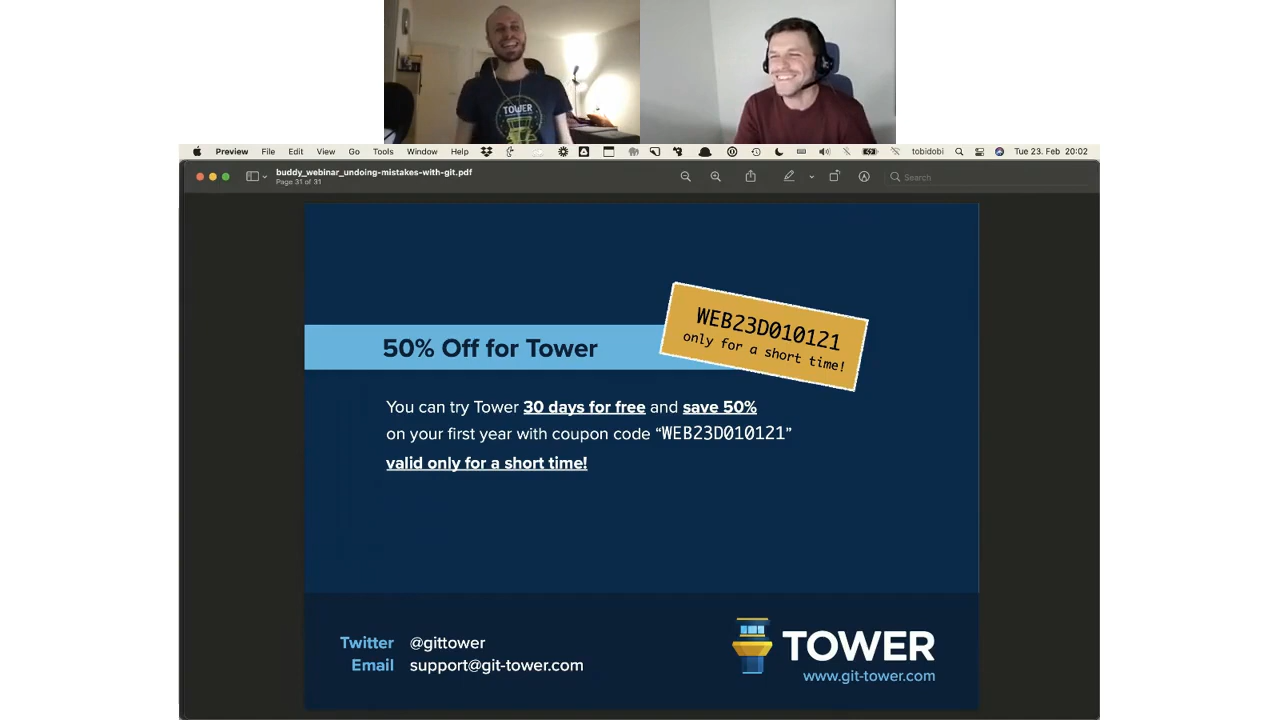 TOWER
Preview File Edit View Go Tools Window Help tobidobi Tue 23. Feb 20:02
buddy_webinar_undoing-mistakes-with-git.pdf
Page 31 of 31
Search
WEB23D010121
only for a short time!
50% Off for Tower
You can try Tower 30 days for free and save 50%
on your first year with coupon code “WEB23D010121”
valid only for a short time!
Twitter @gittower
Email support@git-tower.com
TOWER
www.git-tower.com